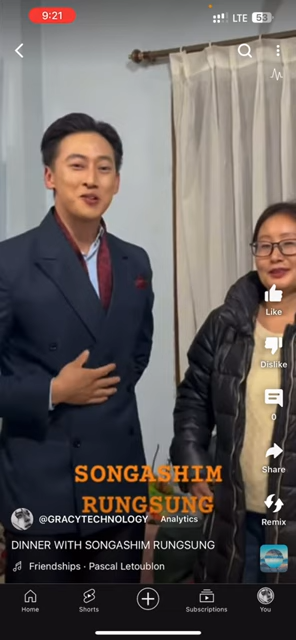 9:21
LTE 53
Like
Dislike
0
Share
Remix
SONGASHIM
RUNGSUNG
@GRACYTECHNOLOGY Analytics
DINNER WITH SONGASHIM RUNGSUNG
Friendships · Pascal Letoublon
Home
Shorts
Subscriptions
You